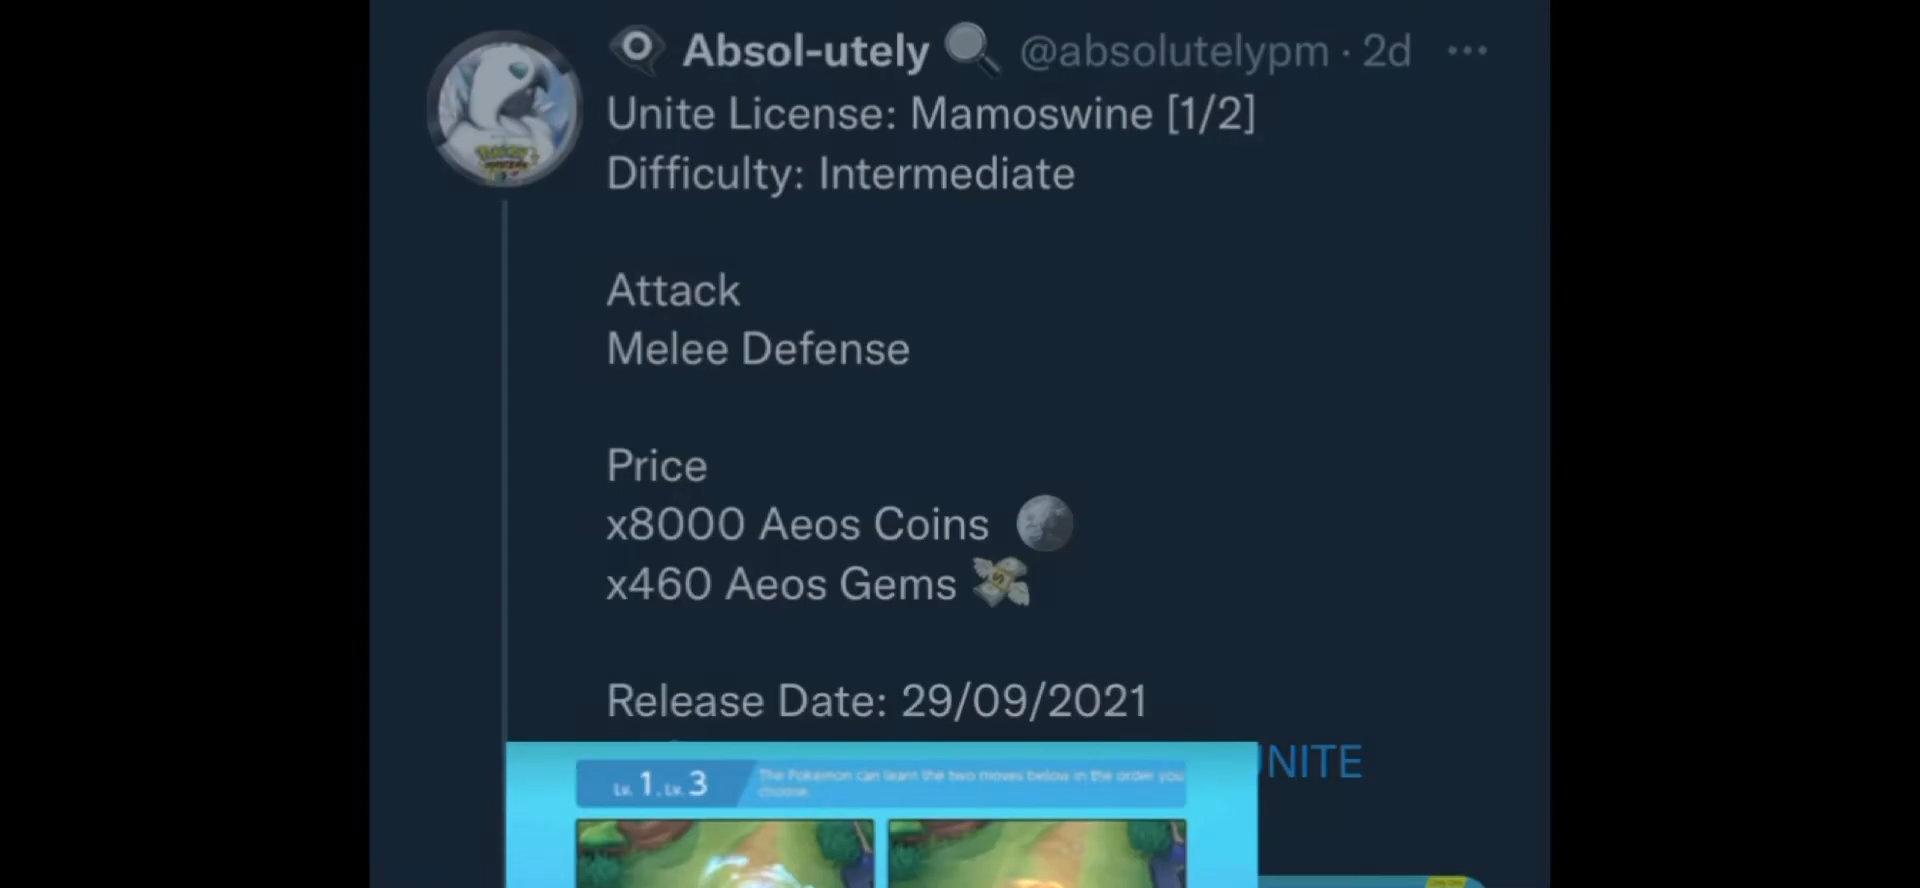 Absol-utely @absolutelypm · 2d ...
Unite License: Mamoswine [1/2]
Difficulty: Intermediate
Attack
Melee Defense
Price
x8000 Aeos Coins
x460 Aeos Gems
Release Date: 29/09/2021
NITE
Lv. 1. Lv. 3
The Pokémon can learn the two moves below in the order you
choose.